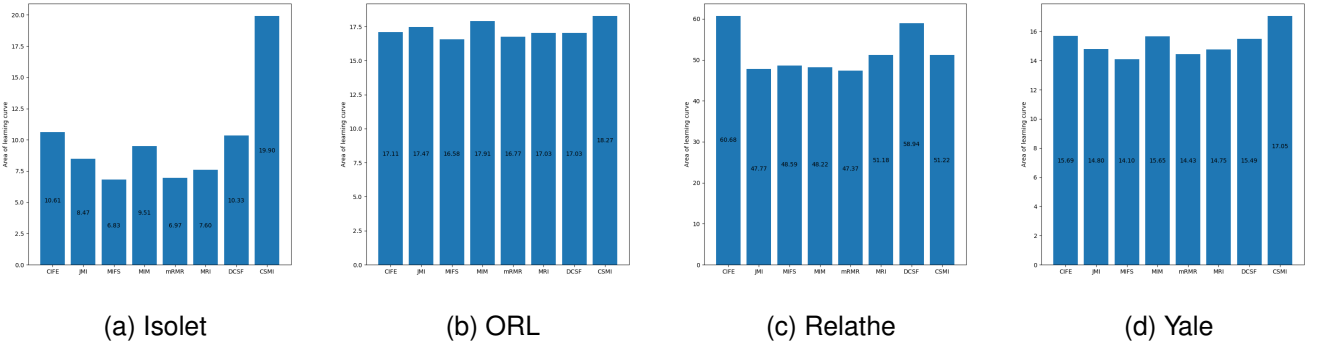 20.0
17.5
15.0
12.5
10.0
7.5
5.0
2.5
0.0
Area of learning curve
10.61
8.47
6.83
9.51
6.97
7.60
10.33
19.90
CIFE JMI MIFS MIM mRMR MRI DCSF CSMI
(a) Isolet
17.5
15.0
12.5
10.0
7.5
5.0
2.5
0.0
Area of learning curve
17.11 17.47 16.58 17.91 16.77 17.03 17.03 18.27
CIFE JMI MIFS MIM mRMR MRI DCSF CSMI
(b) ORL
60
50
40
30
20
10
0
Area of learning curve
60.68 47.77 48.59 48.22 47.37 51.18 58.94 51.22
CIFE JMI MIFS MIM mRMR MRI DCSF CSMI
(c) Relathe
16
14
12
10
8
6
4
2
0
Area of learning curve
15.69 14.80 14.10 15.65 14.43 14.75 15.49 17.05
CIFE JMI MIFS MIM mRMR MRI DCSF CSMI
(d) Yale